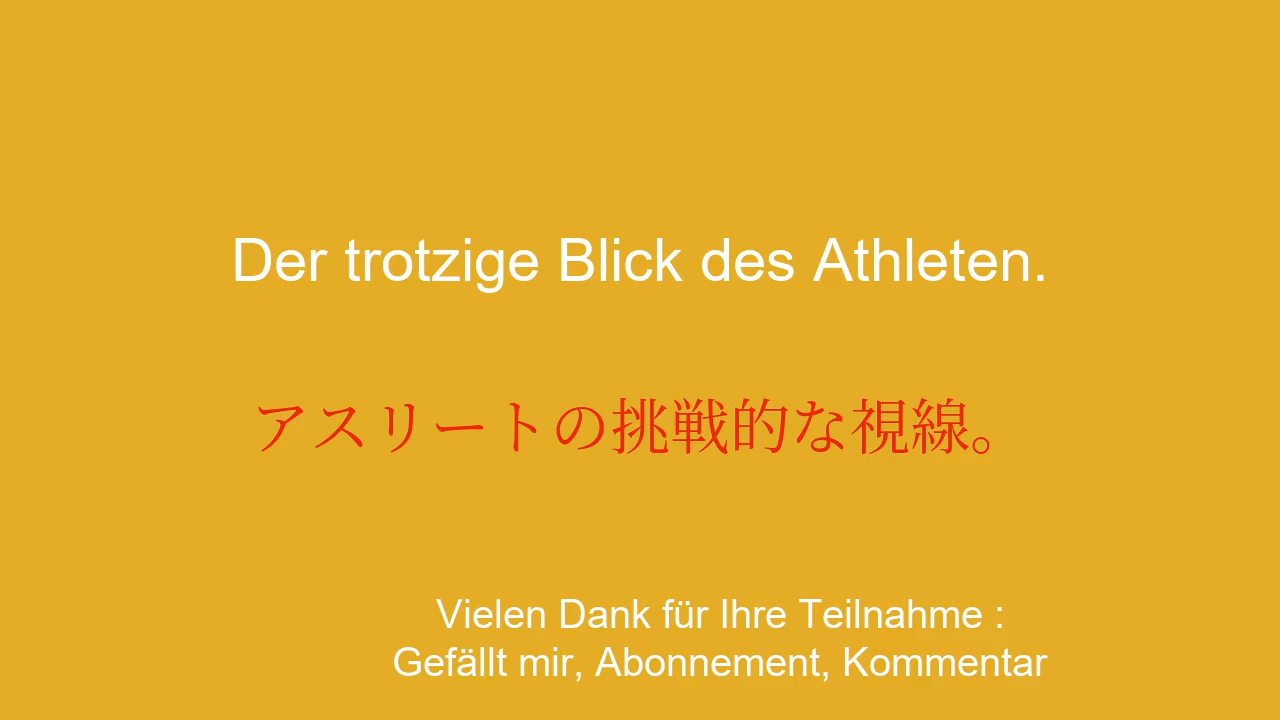 Der trotzige Blick des Athleten.
アスリートの挑戦的な視線。
Vielen Dank für Ihre Teilnahme :
Gefällt mir, Abonnement, Kommentar